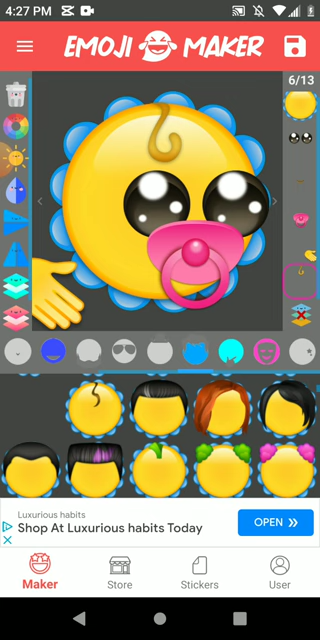 4:27 PM
EMOJI MAKER
6/13
Luxurious habits
Shop At Luxurious habits Today
OPEN
Maker
Store
Stickers
User